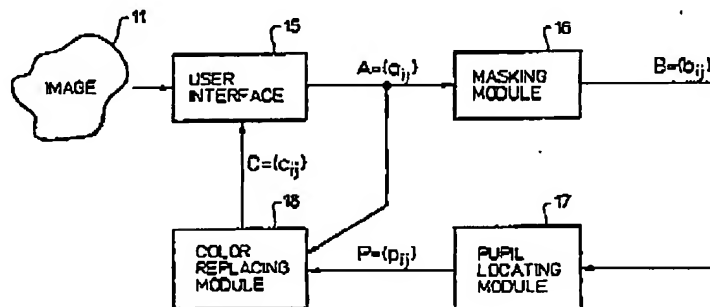 11
15
16
IMAGE
USER
INTERFACE
A={aij}
MASKING
MODULE
B={bij}
C={cij}
18
17
COLOR
REPLACING
MODULE
P={pij}
PUPIL
LOCATING
MODULE